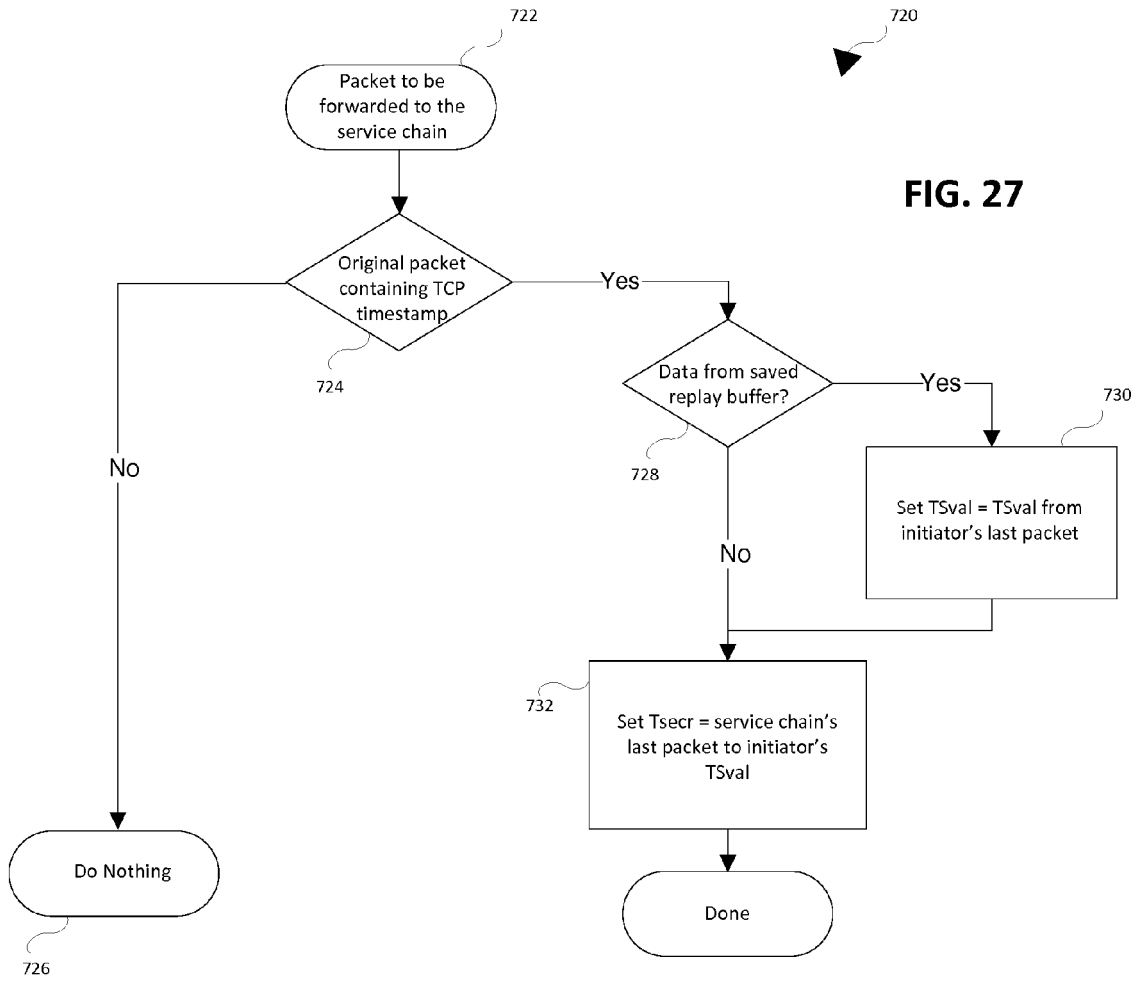 722
720
Packet to be
forwarded to the
service chain
FIG. 27
Original packet
containing TCP
timestamp
724
Yes
Data from saved
replay buffer?
728
Yes
730
No
Set TSval = TSval from
initiator’s last packet
No
732
Set Tsecr = service chain’s
last packet to initiator’s
TSval
Do Nothing
726
Done